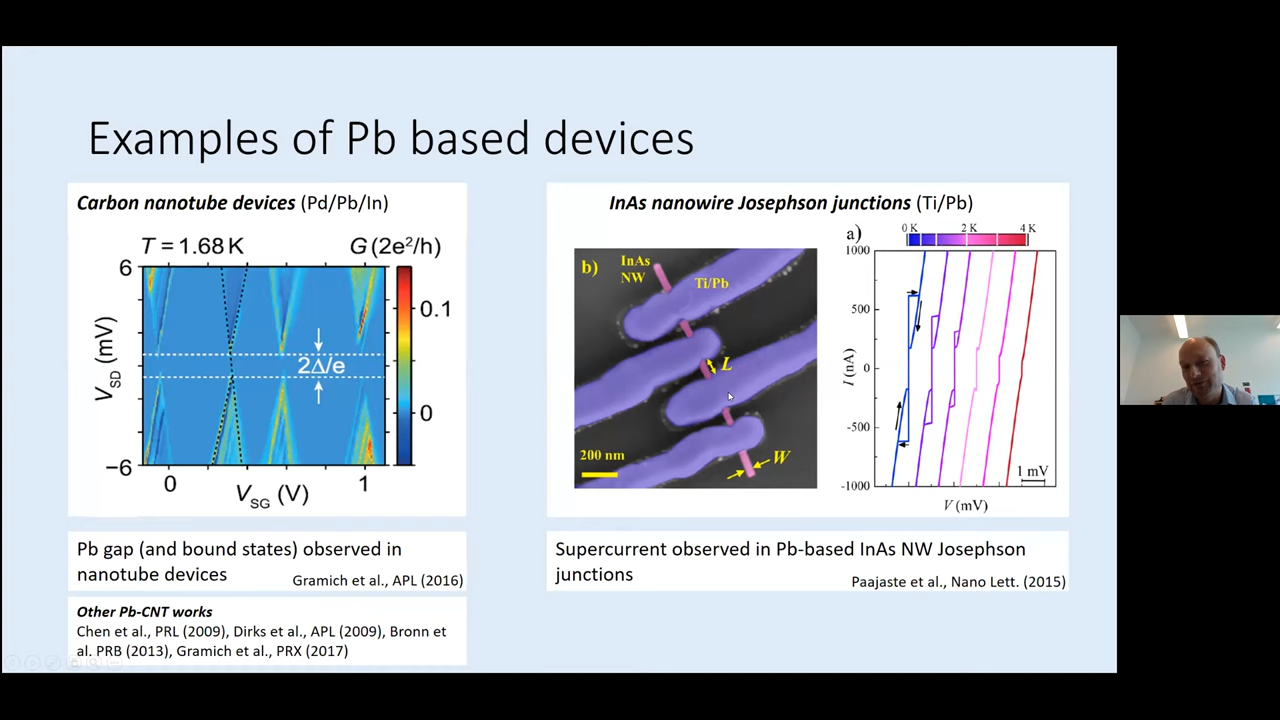 Examples of Pb based devices
Carbon nanotube devices (Pd/Pb/In)
T = 1.68 K
G (2e²/h)
6
V_SD (mV)
−6
2Δ/e
0.1
0
0
1
V_SG (V)
Pb gap (and bound states) observed in
nanotube devices
Gramich et al., APL (2016)
Other Pb-CNT works
Chen et al., PRL (2009), Dirks et al., APL (2009), Bronn et
al. PRB (2013), Gramich et al., PRX (2017)
InAs nanowire Josephson junctions (Ti/Pb)
b)
InAs
NW
Ti/Pb
L
200 nm
W
a)
0 K
2 K
4 K
1000
500
0
-500
-1000
I (nA)
1 mV
V (mV)
Supercurrent observed in Pb-based InAs NW Josephson
junctions
Paajaste et al., Nano Lett. (2015)